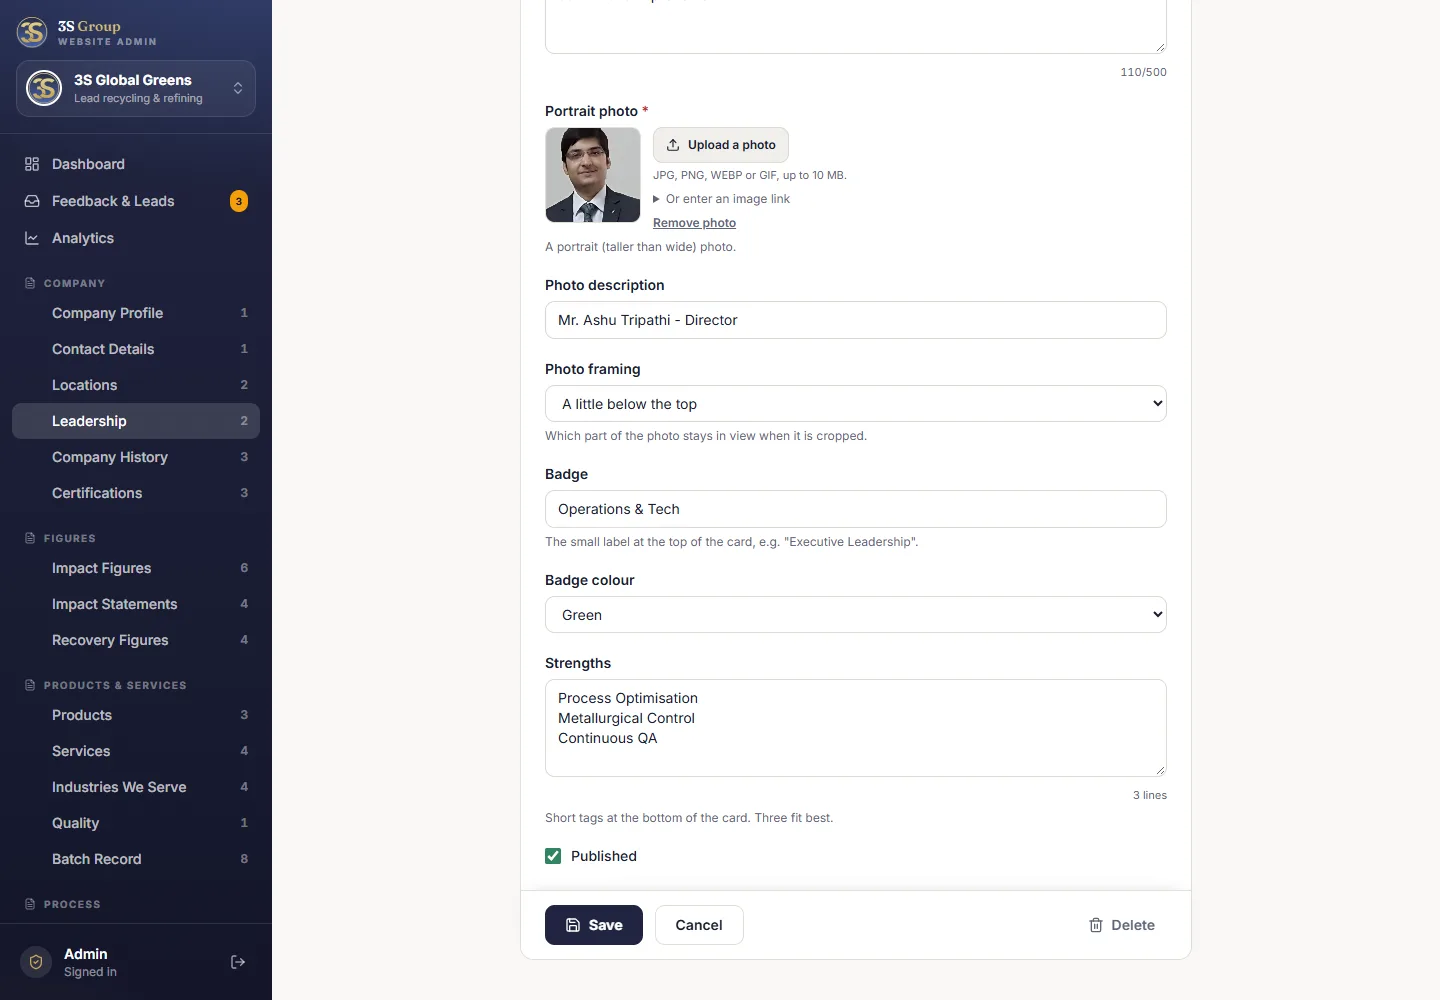 3S Group
WEBSITE ADMIN
3S Global Greens
Lead recycling & refining
Dashboard
Feedback & Leads 3
Analytics
COMPANY
Company Profile 1
Contact Details 1
Locations 2
Leadership 2
Company History 3
Certifications 3
FIGURES
Impact Figures 6
Impact Statements 4
Recovery Figures 4
PRODUCTS & SERVICES
Products 3
Services 4
Industries We Serve 4
Quality 1
Batch Record 8
PROCESS
Admin
Signed in
110/500
Portrait photo *
Upload a photo
JPG, PNG, WEBP or GIF, up to 10 MB.
Or enter an image link
Remove photo
A portrait (taller than wide) photo.
Photo description
Mr. Ashu Tripathi - Director
Photo framing
A little below the top
Which part of the photo stays in view when it is cropped.
Badge
Operations & Tech
The small label at the top of the card, e.g. "Executive Leadership".
Badge colour
Green
Strengths
Process Optimisation
Metallurgical Control
Continuous QA
3 lines
Short tags at the bottom of the card. Three fit best.
Published
Save
Cancel
Delete